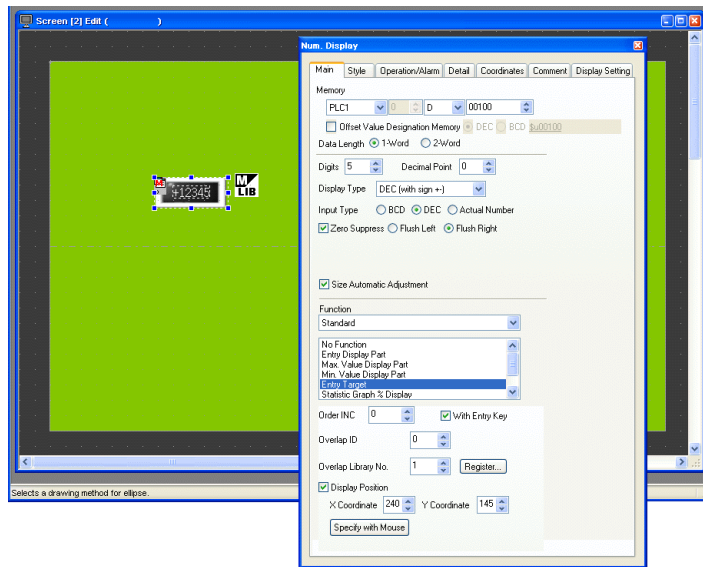 Screen [2] Edit ( )
Num. Display
Main Style Operation/Alarm Detail Coordinates Comment Display Setting
Memory
PLC1 0 D 00100
Offset Value Designation Memory DEC BCD $u00100
Data Length 1-Word 2-Word
Digits 5 Decimal Point 0
Display Type DEC (with sign +-)
Input Type BCD DEC Actual Number
Zero Suppress Flush Left Flush Right
+12345
M
LIB
Size Automatic Adjustment
Function
Standard
No Function
Entry Display Part
Max. Value Display Part
Min. Value Display Part
Entry Target
Statistic Graph % Display
Order INC 0 With Entry Key
Overlap ID 0
Overlap Library No. 1 Register...
Display Position
X Coordinate 240 Y Coordinate 145
Specify with Mouse
Selects a drawing method for ellipse.